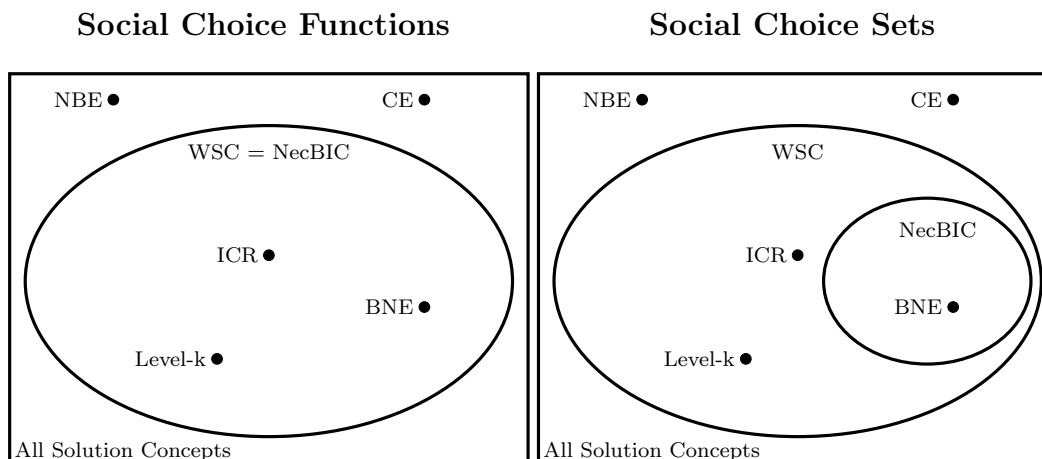 Social Choice Functions
NBE
CE
WSC = NecBIC
ICR
BNE
Level-k
All Solution Concepts
Social Choice Sets
NBE
CE
WSC
NecBIC
ICR
BNE
Level-k
All Solution Concepts